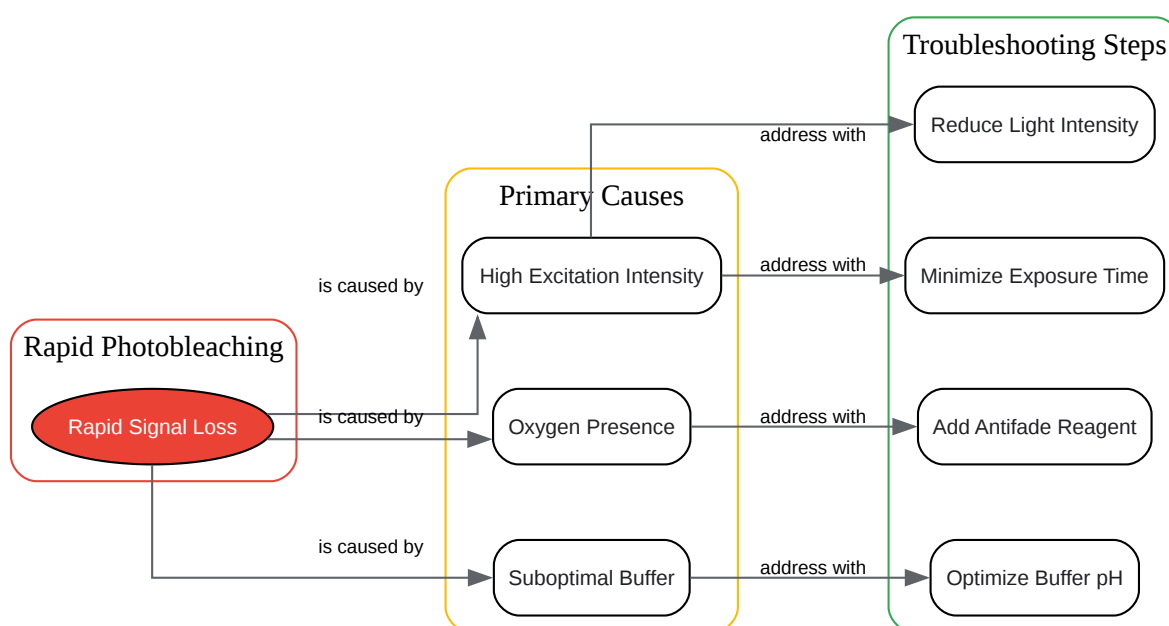 Troubleshooting Steps
Reduce Light Intensity
address with
Primary Causes
High Excitation Intensity
address with
Minimize Exposure Time
is caused by
Rapid Photobleaching
Rapid Signal Loss
is caused by
Oxygen Presence
address with
Add Antifade Reagent
is caused by
Suboptimal Buffer
address with
Optimize Buffer pH